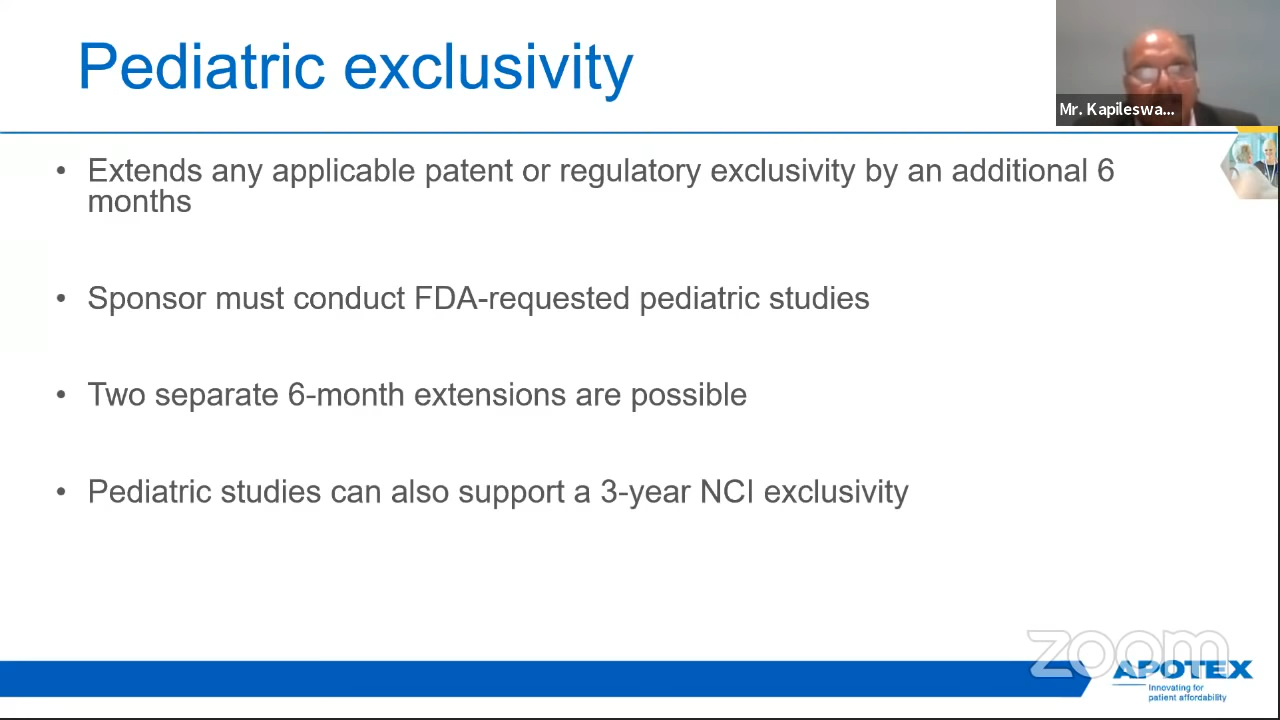 Pediatric exclusivity
Mr. Kapileswa...
• Extends any applicable patent or regulatory exclusivity by an additional 6
months
• Sponsor must conduct FDA-requested pediatric studies
• Two separate 6-month extensions are possible
• Pediatric studies can also support a 3-year NCI exclusivity
zoom
APOTEX
Innovating for
patient affordability